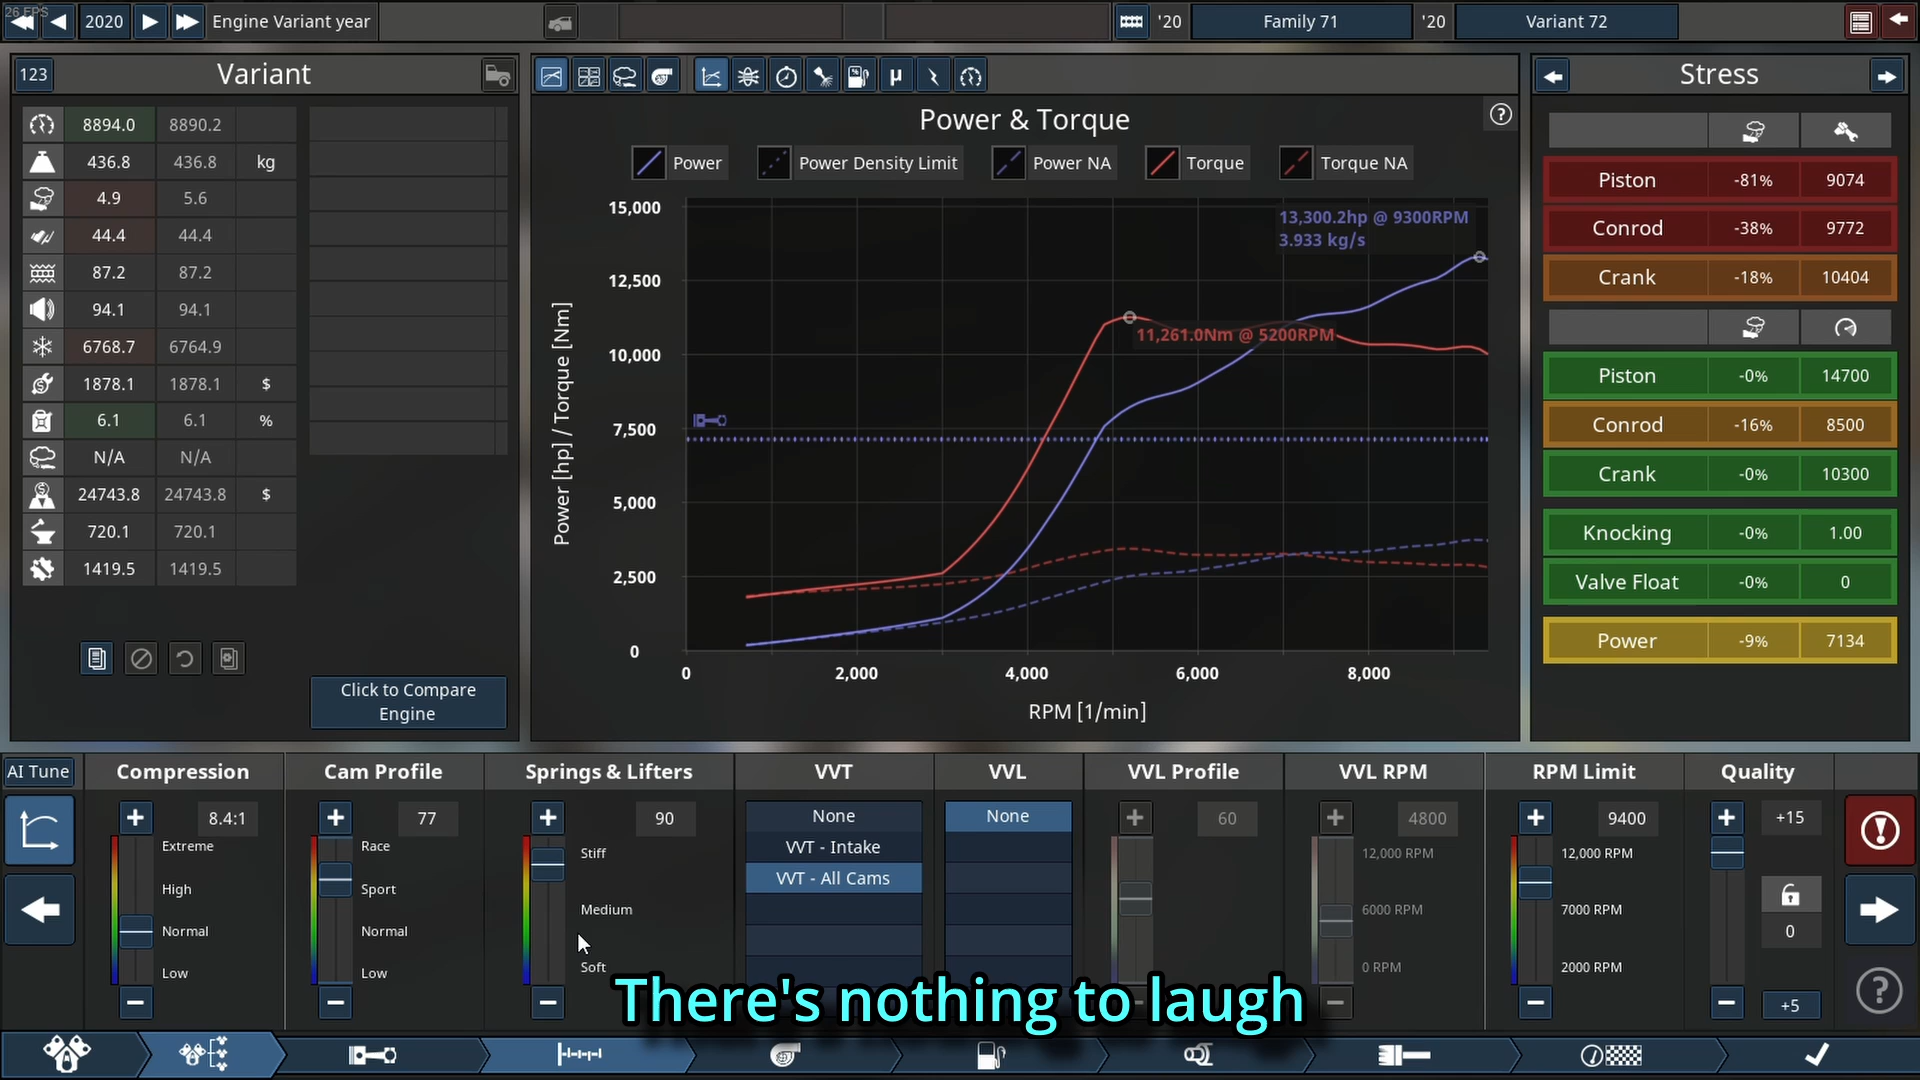 26 FPS
2020
Engine Variant year
'20
Family 71
'20
Variant 72
123
Variant
8894.0 8890.2
436.8 436.8 kg
4.9 5.6
44.4 44.4
87.2 87.2
94.1 94.1
6768.7 6764.9
1878.1 1878.1 $
6.1 6.1 %
N/A N/A
24743.8 24743.8 $
720.1 720.1
1419.5 1419.5
Click to Compare
Engine
μ
Power & Torque
?
Power
Power Density Limit
Power NA
Torque
Torque NA
Power [hp] / Torque [Nm]
15,000
12,500
10,000
7,500
5,000
2,500
0
13,300.2hp @ 9300RPM
3.933 kg/s
11,261.0Nm @ 5200RPM
0 2,000 4,000 6,000 8,000
RPM [1/min]
Stress
Piston -81% 9074
Conrod -38% 9772
Crank -18% 10404
Piston -0% 14700
Conrod -16% 8500
Crank -0% 10300
Knocking -0% 1.00
Valve Float -0% 0
Power -9% 7134
AI Tune
Compression
+ 8.4:1
Extreme
High
Normal
Low
−
Cam Profile
+ 77
Race
Sport
Normal
Low
−
Springs & Lifters
+ 90
Stiff
Medium
Soft
−
VVT
None
VVT - Intake
VVT - All Cams
VVL
None
VVL Profile
+ 60
−
VVL RPM
+ 4800
12,000 RPM
6000 RPM
0 RPM
−
RPM Limit
+ 9400
12,000 RPM
7000 RPM
2000 RPM
−
Quality
+ +15
0
− +5
!
?
There's nothing to laugh